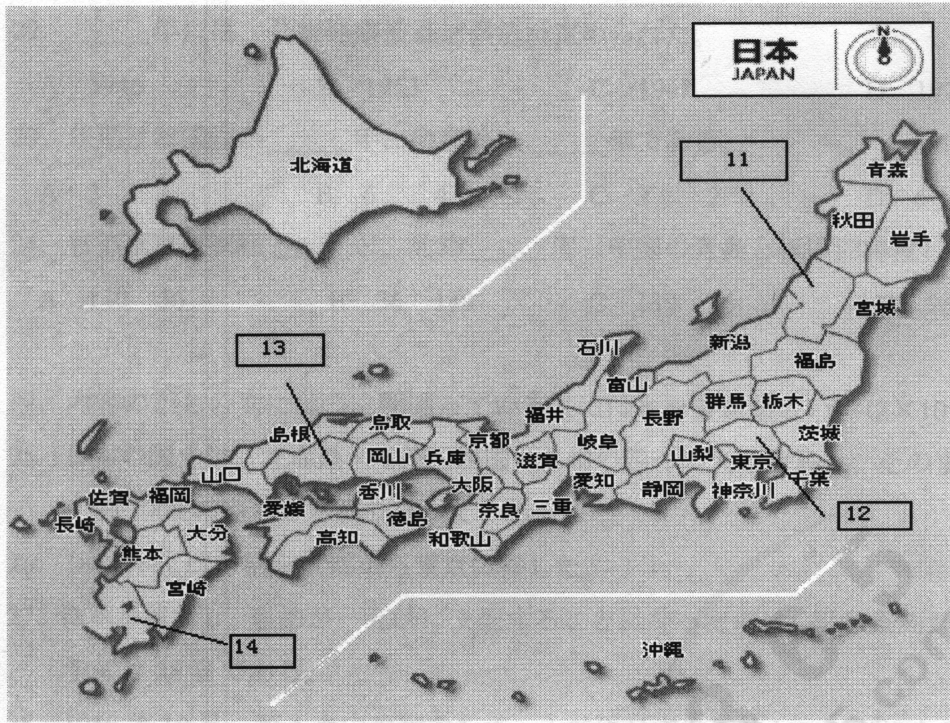 日本
JAPAN
N
11
青森
北海道
秋田
岩手
宮城
新潟
石川
13
福島
富山
群馬
栃木
福井
長野
鳥取
島根
京都
岐阜
茨城
岡山
兵庫
滋賀
山梨
東京
山口
千葉
香川
大阪
愛知
静岡
神奈川
佐賀
福岡
愛媛
奈良
三重
徳島
12
長崎
大分
高知
和歌山
熊本
宮崎
14
沖縄